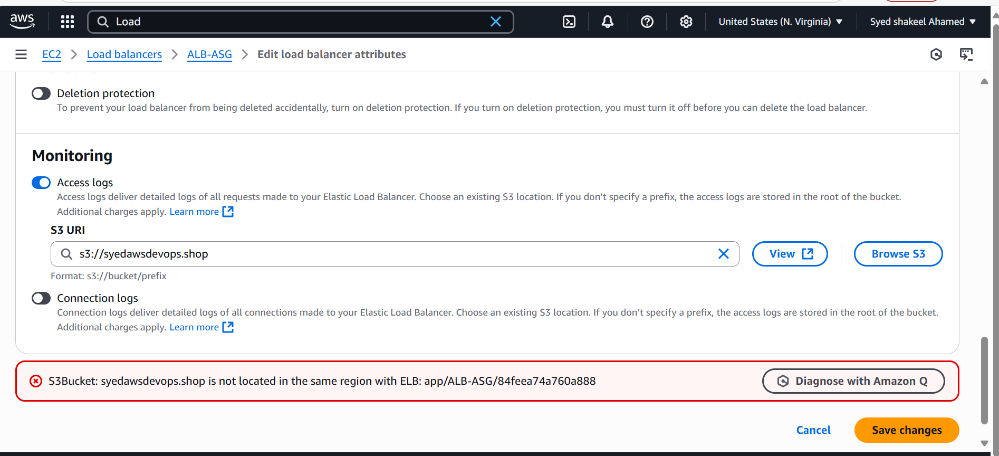 aws
Load
United States (N. Virginia)
Syed shakeel Ahamed
EC2 Load balancers ALB-ASG Edit load balancer attributes
Deletion protection
To prevent your load balancer from being deleted accidentally, turn on deletion protection. If you turn on deletion protection, you must turn it off before you can delete the load balancer.
Monitoring
Access logs
Access logs deliver detailed logs of all requests made to your Elastic Load Balancer. Choose an existing S3 location. If you don’t specify a prefix, the access logs are stored in the root of the bucket.
Additional charges apply. Learn more
S3 URI
s3://syedawsdevops.shop
View
Browse S3
Format: s3://bucket/prefix
Connection logs
Connection logs deliver detailed logs of all connections made to your Elastic Load Balancer. Choose an existing S3 location. If you don’t specify a prefix, the access logs are stored in the root of the bucket.
Additional charges apply. Learn more
S3Bucket: syedawsdevops.shop is not located in the same region with ELB: app/ALB-ASG/84feea74a760a888
Diagnose with Amazon Q
Cancel
Save changes